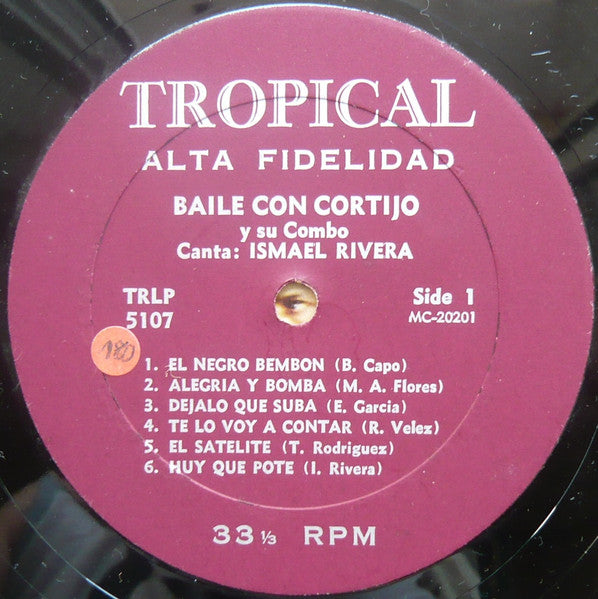 TROPICAL
ALTA FIDELIDAD
BAILE CON CORTIJO
y su Combo
Canta: ISMAEL RIVERA
TRLP
5107
Side 1
MC-20201
180
1. EL NEGRO BEMBON (B. Capo)
2. ALEGRIA Y BOMBA (M. A. Flores)
3. DEJALO QUE SUBA (E. Garcia)
4. TE LO VOY A CONTAR (R. Velez)
5. EL SATELITE (T. Rodriguez)
6. HUY QUE POTE (I. Rivera)
33 ⅓ RPM